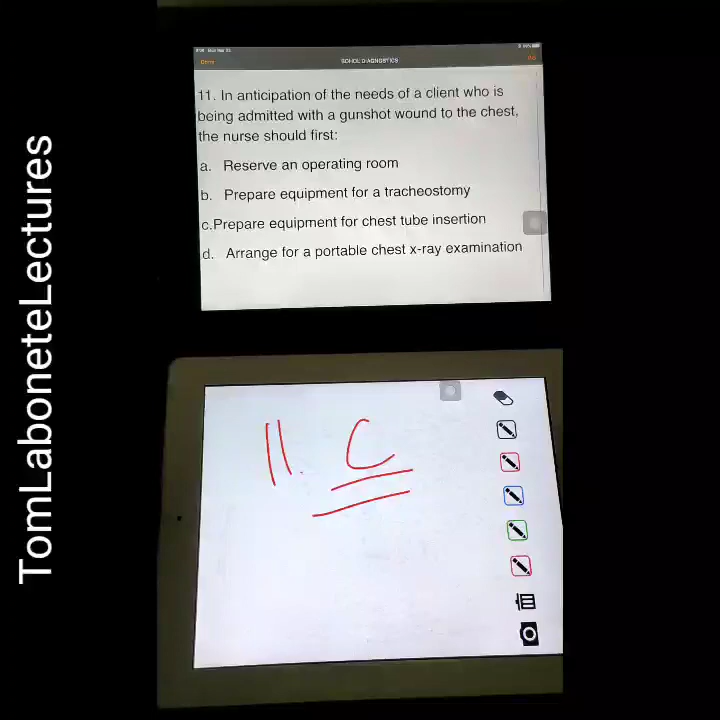 TomLaboneteLectures
Done
11. In anticipation of the needs of a client who is
being admitted with a gunshot wound to the chest,
the nurse should first:
a. Reserve an operating room
b. Prepare equipment for a tracheostomy
c.Prepare equipment for chest tube insertion
d. Arrange for a portable chest x-ray examination
11. C